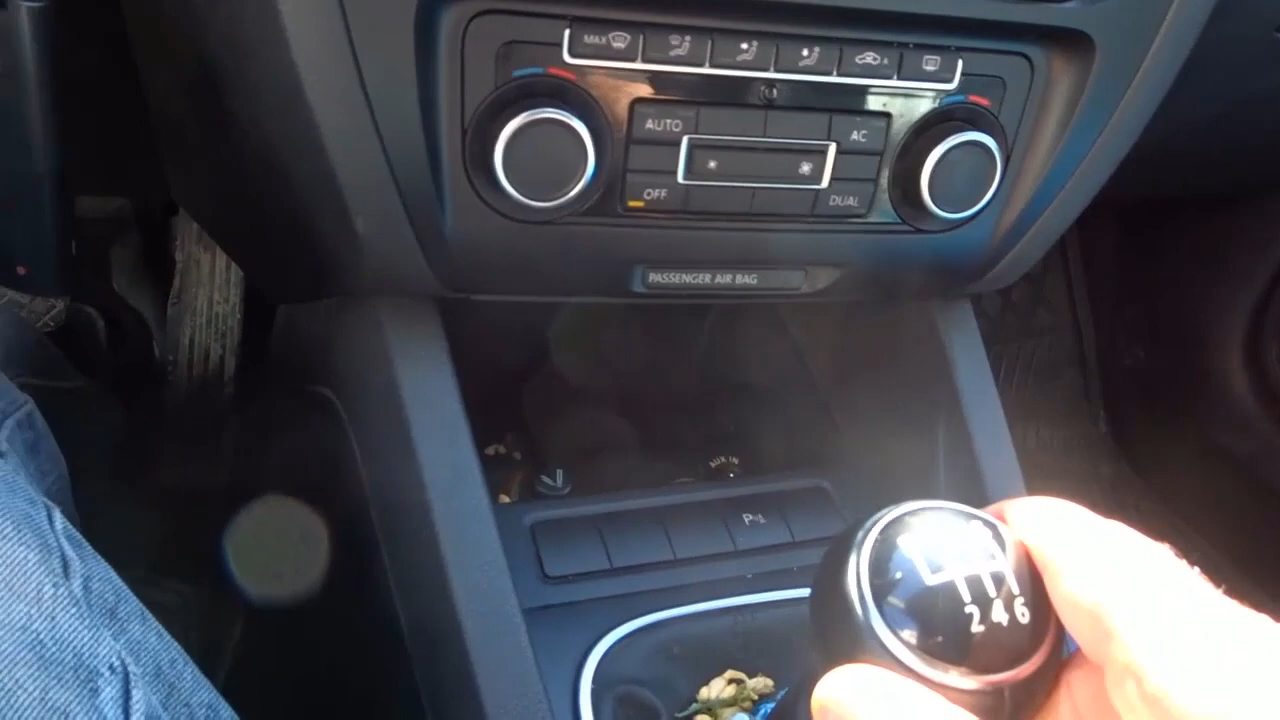 MAX
A
AUTO
AC
OFF
DUAL
PASSENGER AIR BAG
AUX IN
P
2 4 6